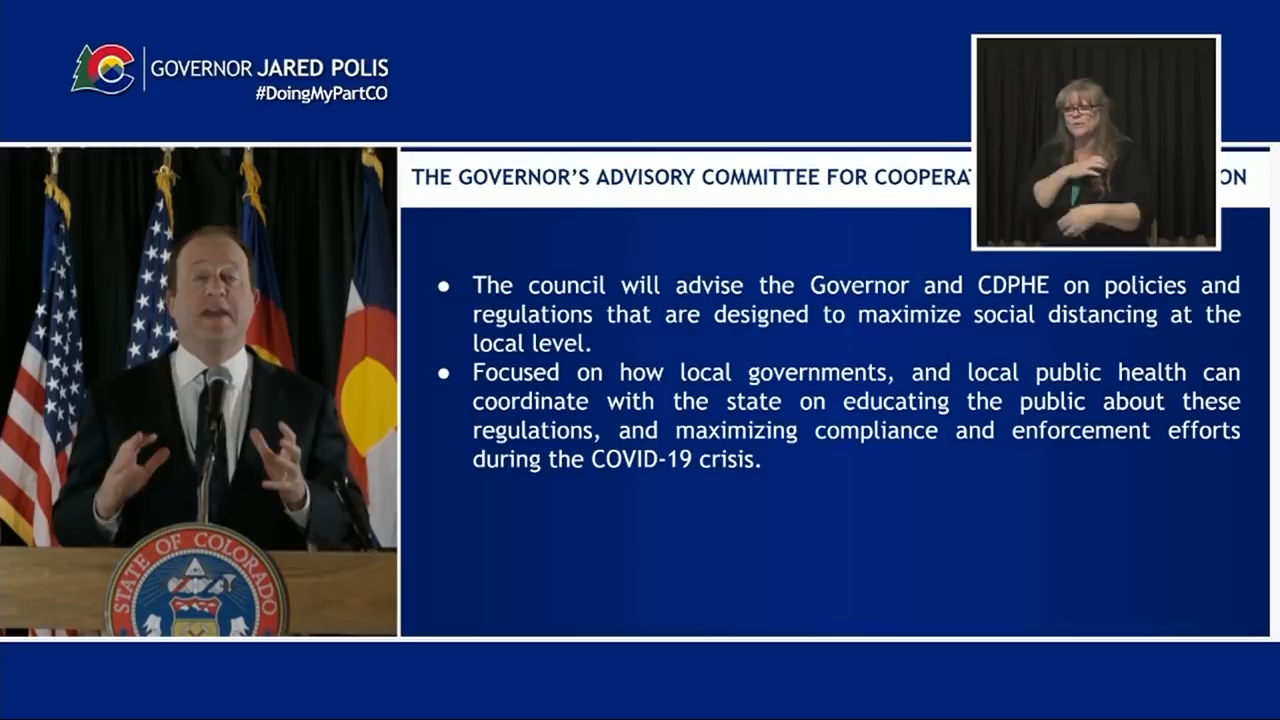 GOVERNOR JARED POLIS
#DoingMyPartCO
THE GOVERNOR'S ADVISORY COMMITTEE FOR
● The council will advise the Governor and CDPHE on policies and
regulations that are designed to maximize social distancing at the
local level.
● Focused on how local governments, and local public health can
coordinate with the state on educating the public about these
regulations, and maximizing compliance and enforcement efforts
during the COVID-19 crisis.
STATE OF COLORADO